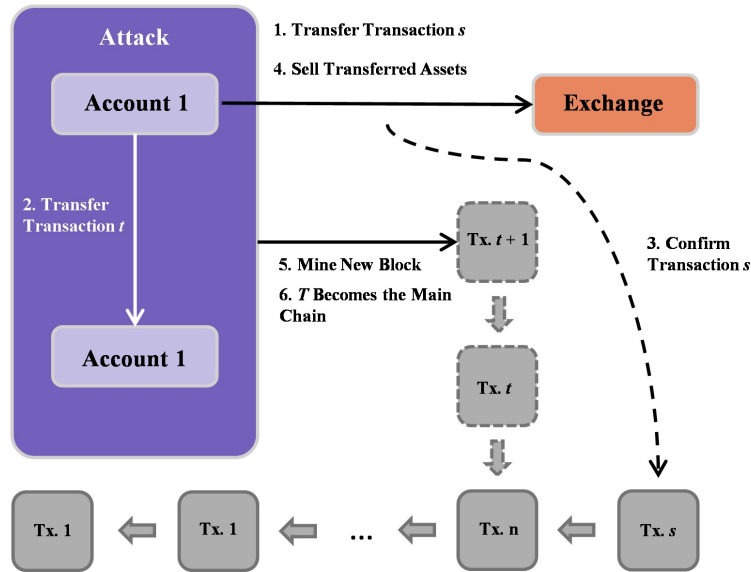 Attack
1. Transfer Transaction s
4. Sell Transferred Assets
Account 1
Exchange
2. Transfer
Transaction t
Tx. t + 1
3. Confirm
Transaction s
5. Mine New Block
6. T Becomes the Main
Chain
Account 1
Tx. t
Tx. 1
Tx. 1
...
Tx. n
Tx. s